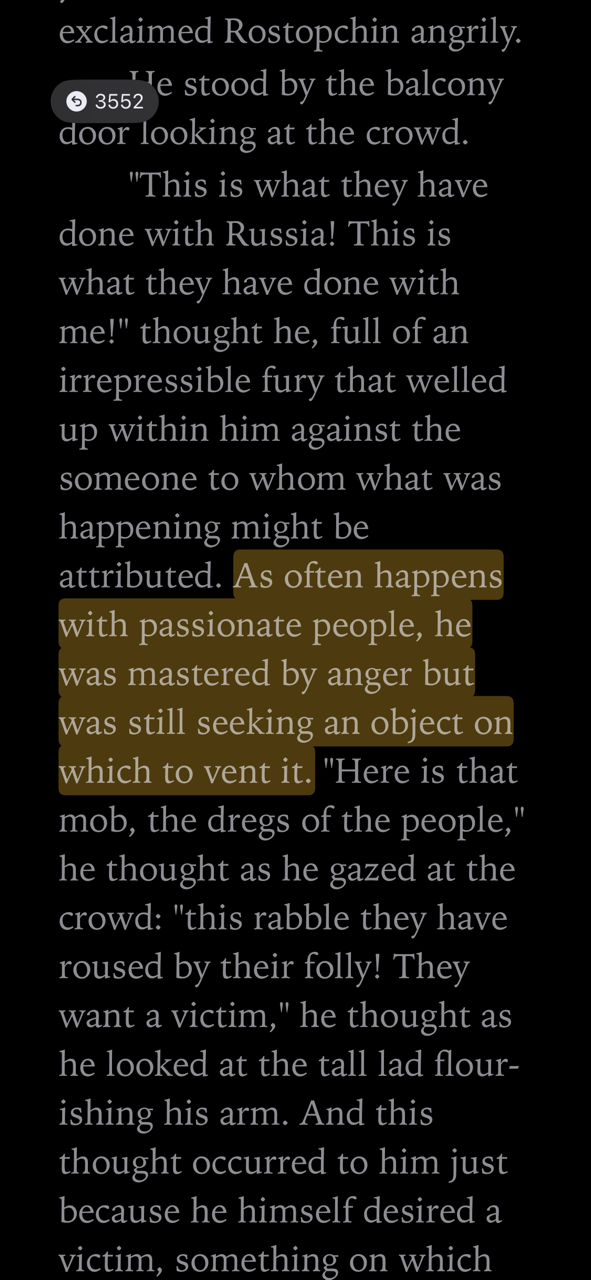 exclaimed Rostopchin angrily.
He stood by the balcony
3552
door looking at the crowd.
"This is what they have
done with Russia! This is
what they have done with
me!" thought he, full of an
irrepressible fury that welled
up within him against the
someone to whom what was
happening might be
attributed. As often happens
with passionate people, he
was mastered by anger but
was still seeking an object on
which to vent it. "Here is that
mob, the dregs of the people,"
he thought as he gazed at the
crowd: "this rabble they have
roused by their folly! They
want a victim," he thought as
he looked at the tall lad flour-
ishing his arm. And this
thought occurred to him just
because he himself desired a
victim, something on which